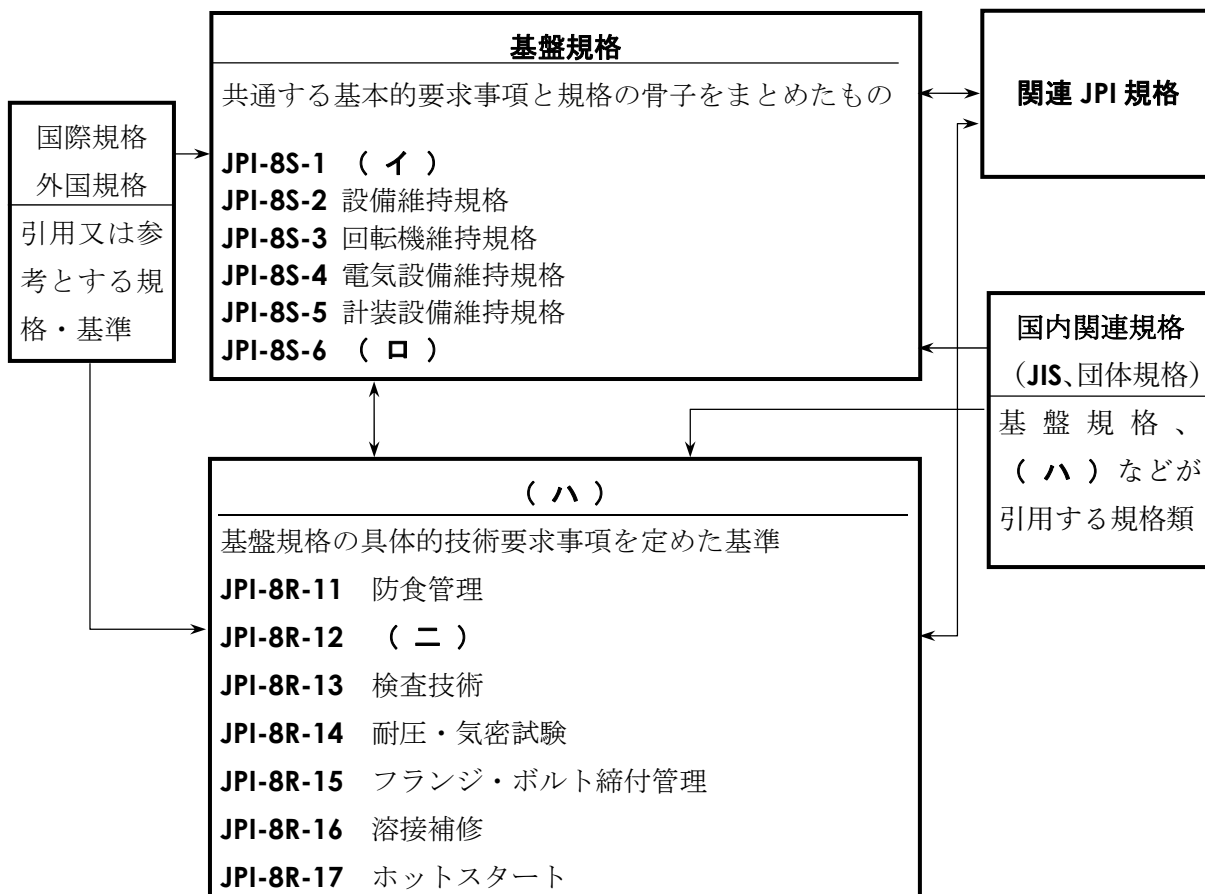 基盤規格
共通する基本的要求事項と規格の骨子をまとめたもの
JPI-8S-1 （ イ ）
JPI-8S-2 設備維持規格
JPI-8S-3 回転機維持規格
JPI-8S-4 電気設備維持規格
JPI-8S-5 計装設備維持規格
JPI-8S-6 （ ロ ）
国際規格
外国規格
引用又は参
考とする規
格・基準
関連 JPI 規格
国内関連規格
（JIS、団体規格）
基盤規格、
（ ハ ）などが
引用する規格類
（ ハ ）
基盤規格の具体的技術要求事項を定めた基準
JPI-8R-11 防食管理
JPI-8R-12 （ ニ ）
JPI-8R-13 検査技術
JPI-8R-14 耐圧・気密試験
JPI-8R-15 フランジ・ボルト締付管理
JPI-8R-16 溶接補修
JPI-8R-17 ホットスタート